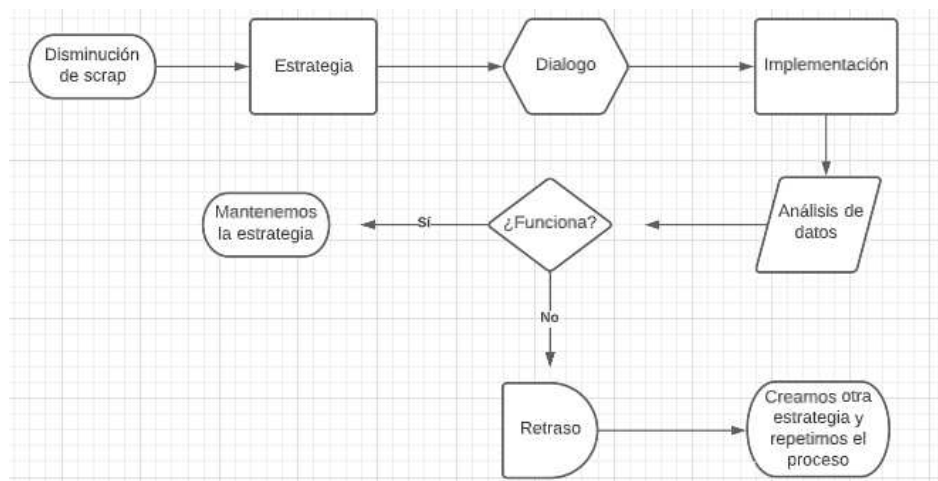 Disminución
de scrap
Estrategia
Dialogo
Implementación
Análisis de
datos
¿Funciona?
Sí
Mantenemos
la estrategia
No
Retraso
Creamos otra
estrategia y
repetimos el
proceso